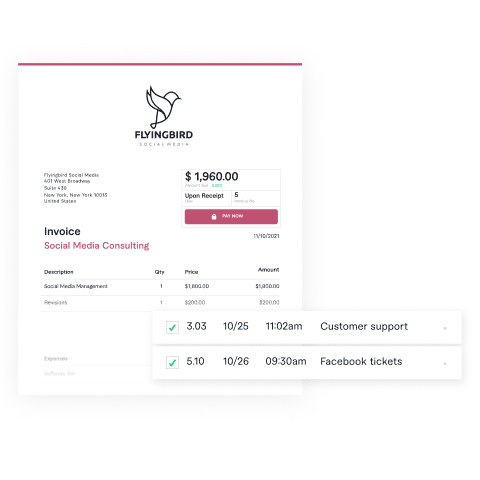 FLYINGBIRD
SOCIAL MEDIA
Flyingbird Social Media
401 West Broadway
Suite 430
New York, New York 10013
United States
$ 1,960.00
Amount Due (USD)
Upon Receipt
Due
5
Invoice No.
PAY NOW
11/10/2021
Invoice
Social Media Consulting
Description Qty Price Amount
Social Media Management 1 $1,800.00 $1,800.00
Revisions 1 $200.00 $200.00
3.03 10/25 11:02am Customer support
5.10 10/26 09:30am Facebook tickets
Expenses
Software